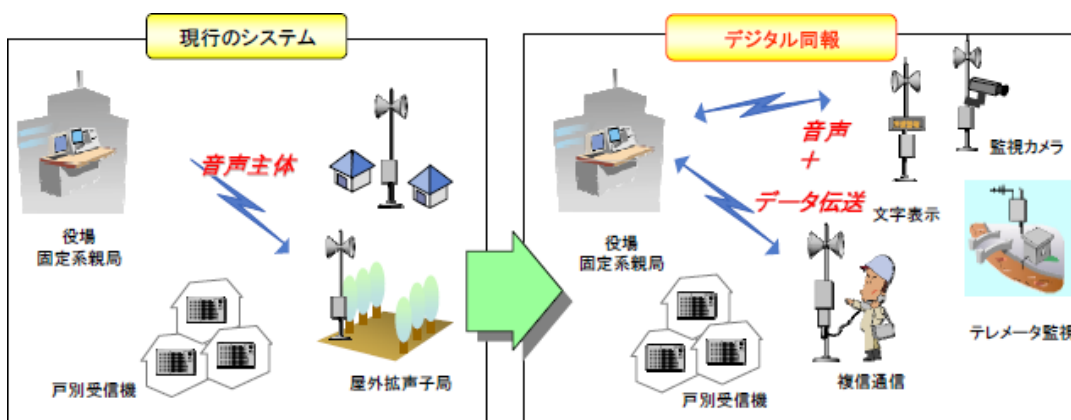 現行のシステム
音声主体
役場
固定系親局
戸別受信機
屋外拡声子局
デジタル同報
音声
+
データ伝送
役場
固定系親局
戸別受信機
複信通信
文字表示
監視カメラ
テレメータ監視